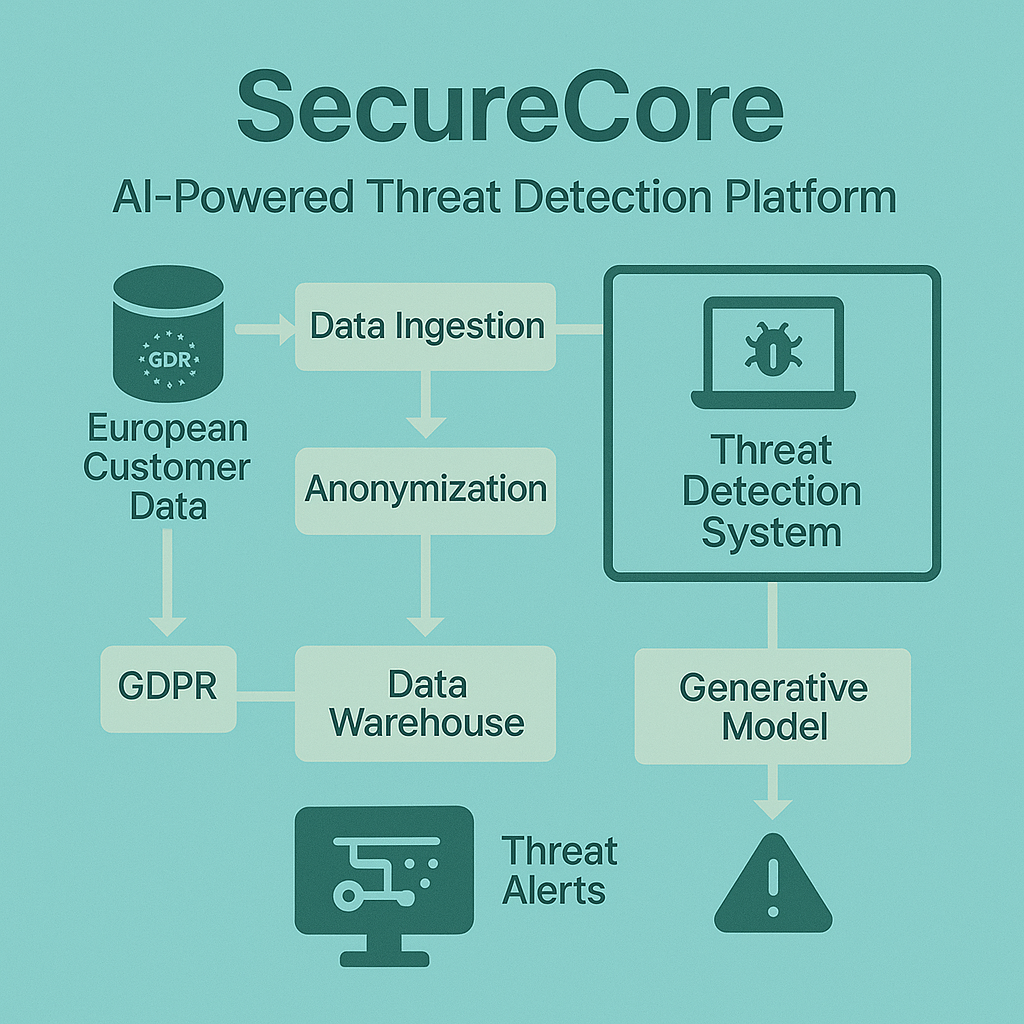 SecureCore
AI-Powered Threat Detection Platform
GDR
European
Customer
Data
Data Ingestion
Anonymization
Threat
Detection
System
GDPR
Data
Warehouse
Generative
Model
Threat
Alerts